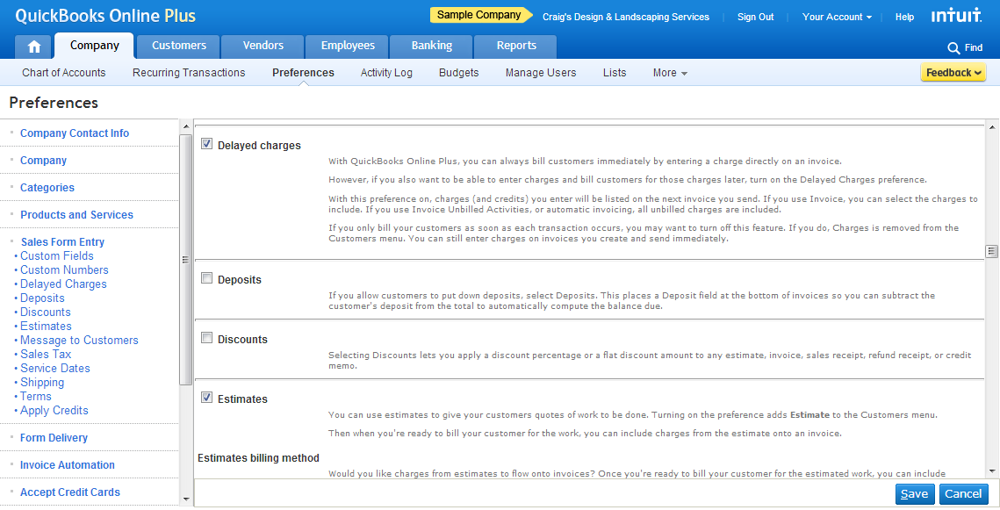 QuickBooks Online Plus
Sample Company
Craig's Design & Landscaping Services
Sign Out
Your Account
Help
INTUIT.
Company
Customers
Vendors
Employees
Banking
Reports
Find
Chart of Accounts
Recurring Transactions
Preferences
Activity Log
Budgets
Manage Users
Lists
More
Feedback
Preferences
Company Contact Info
Company
Categories
Products and Services
Sales Form Entry
• Custom Fields
• Custom Numbers
• Delayed Charges
• Deposits
• Discounts
• Estimates
• Message to Customers
• Sales Tax
• Service Dates
• Shipping
• Terms
• Apply Credits
Form Delivery
Invoice Automation
Accept Credit Cards
Delayed charges
With QuickBooks Online Plus, you can always bill customers immediately by entering a charge directly on an invoice.
However, if you also want to be able to enter charges and bill customers for those charges later, turn on the Delayed Charges preference.
With this preference on, charges (and credits) you enter will be listed on the next invoice you send. If you use Invoice, you can select the charges to
include. If you use Invoice Unbilled Activities, or automatic invoicing, all unbilled charges are included.
If you only bill your customers as soon as each transaction occurs, you may want to turn off this feature. If you do, Charges is removed from the
Customers menu. You can still enter charges on invoices you create and send immediately.
Deposits
If you allow customers to put down deposits, select Deposits. This places a Deposit field at the bottom of invoices so you can subtract the
customer's deposit from the total to automatically compute the balance due.
Discounts
Selecting Discounts lets you apply a discount percentage or a flat discount amount to any estimate, invoice, sales receipt, refund receipt, or credit
memo.
Estimates
You can use estimates to give your customers quotes of work to be done. Turning on the preference adds Estimate to the Customers menu.
Then when you're ready to bill your customer for the work, you can include charges from the estimate onto an invoice.
Estimates billing method
Would you like charges from estimates to flow onto invoices? Once you're ready to bill your customer for the estimated work, you can include
Save
Cancel